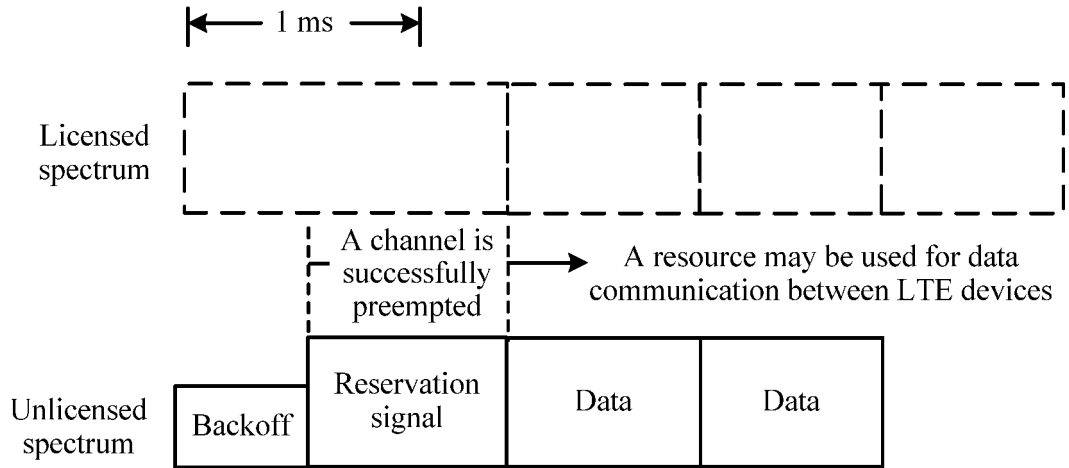 1 ms
Licensed
spectrum
A channel is
successfully
preempted
A resource may be used for data
communication between LTE devices
Unlicensed
spectrum
Backoff
Reservation
signal
Data
Data